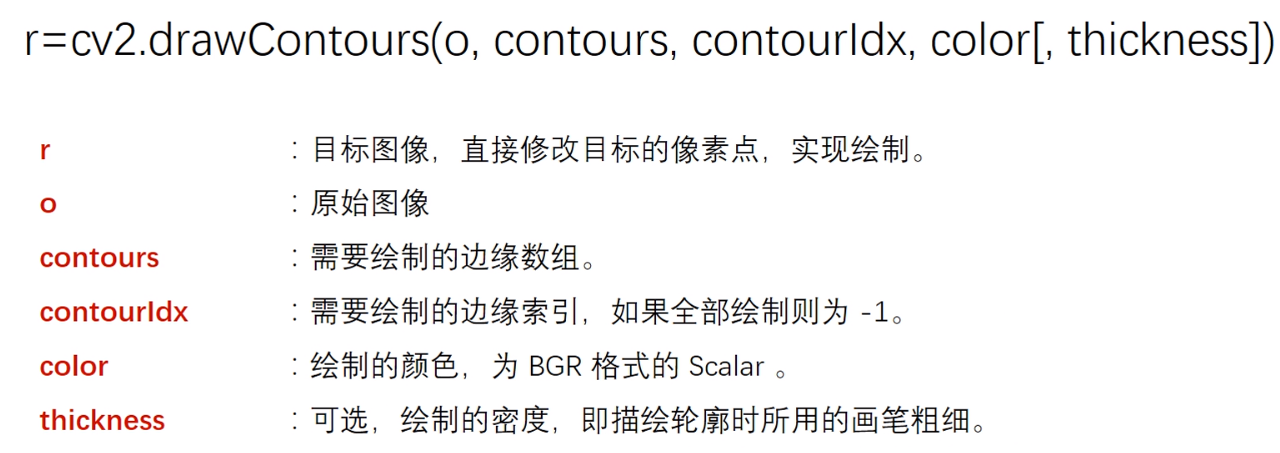 r=cv2.drawContours(o, contours, contourIdx, color[, thickness])
r : 目标图像，直接修改目标的像素点，实现绘制。
o : 原始图像
contours : 需要绘制的边缘数组。
contourIdx : 需要绘制的边缘索引，如果全部绘制则为 -1。
color : 绘制的颜色，为 BGR 格式的 Scalar 。
thickness : 可选，绘制的密度，即描绘轮廓时所用的画笔粗细。